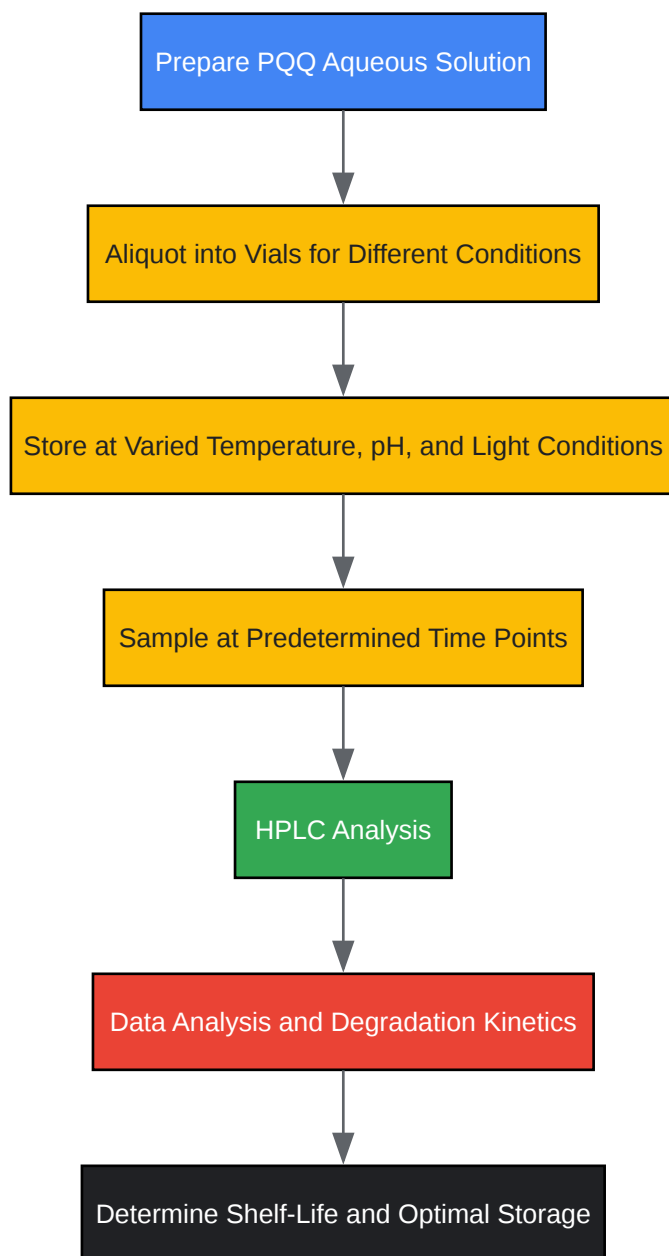 Prepare PQQ Aqueous Solution
Aliquot into Vials for Different Conditions
Store at Varied Temperature, pH, and Light Conditions
Sample at Predetermined Time Points
HPLC Analysis
Data Analysis and Degradation Kinetics
Determine Shelf-Life and Optimal Storage